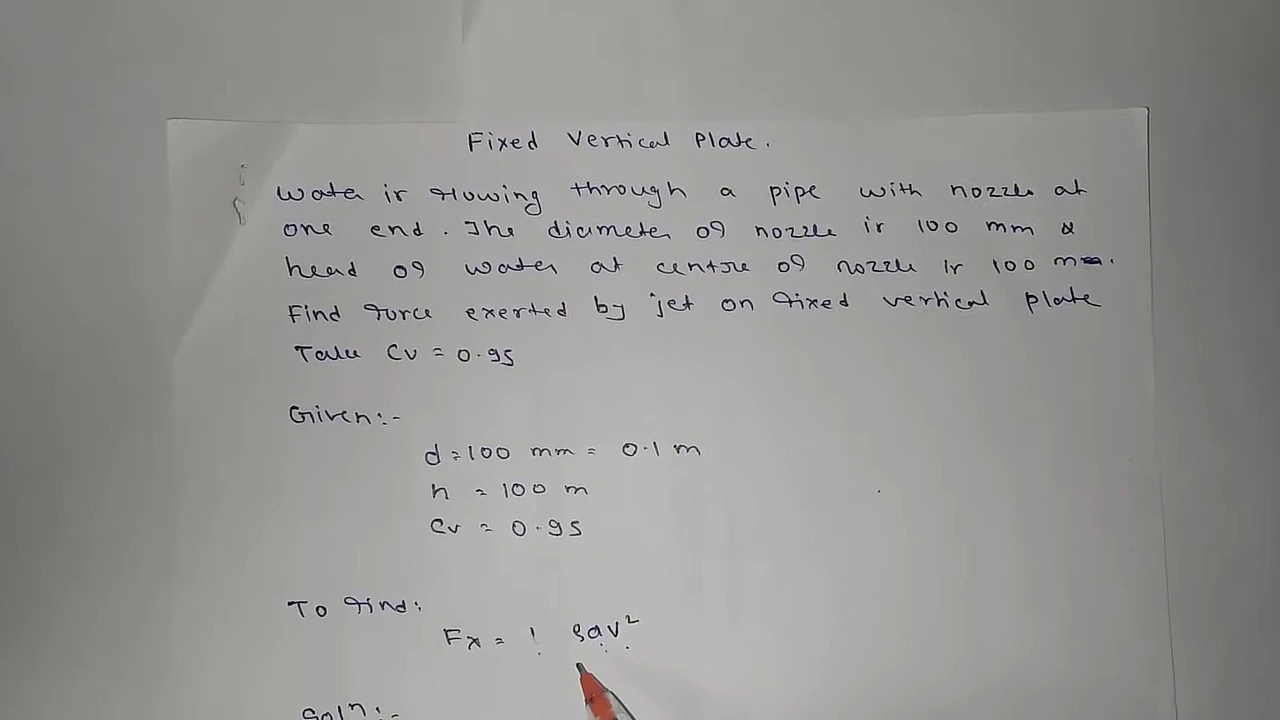 Fixed Vertical Plate.
Water is flowing through a pipe with nozzle at
one end. The diameter of nozzle is 100 mm &
head of water at centre of nozzle is 100 m.
Find force exerted by jet on fixed vertical plate
Take Cv = 0.95
Given:-
d = 100 mm = 0.1 m
h = 100 m
Cv = 0.95
To find:
Fx = ? ρav²
Solⁿ:-